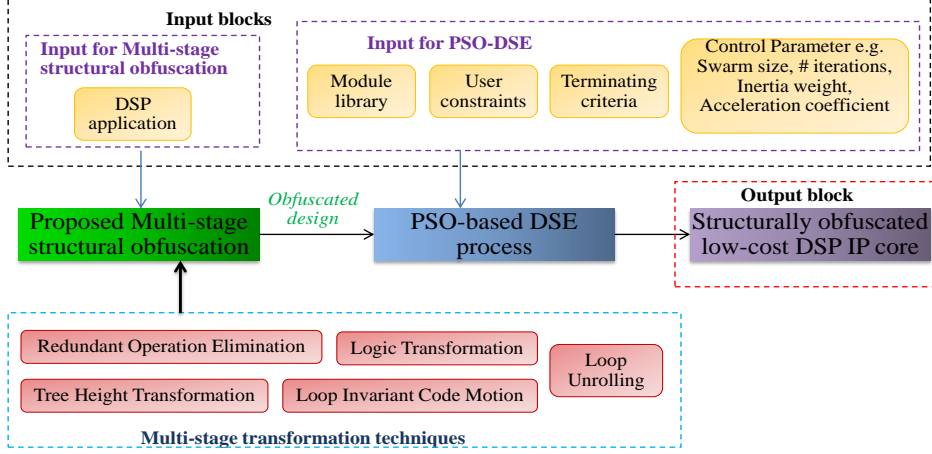 Input blocks
Input for Multi-stage
structural obfuscation
DSP
application
Input for PSO-DSE
Module
library
User
constraints
Terminating
criteria
Control Parameter e.g.
Swarm size, # iterations,
Inertia weight,
Acceleration coefficient
Proposed Multi-stage
structural obfuscation
Obfuscated
design
PSO-based DSE
process
Output block
Structurally obfuscated
low-cost DSP IP core
Redundant Operation Elimination
Logic Transformation
Loop
Unrolling
Tree Height Transformation
Loop Invariant Code Motion
Multi-stage transformation techniques